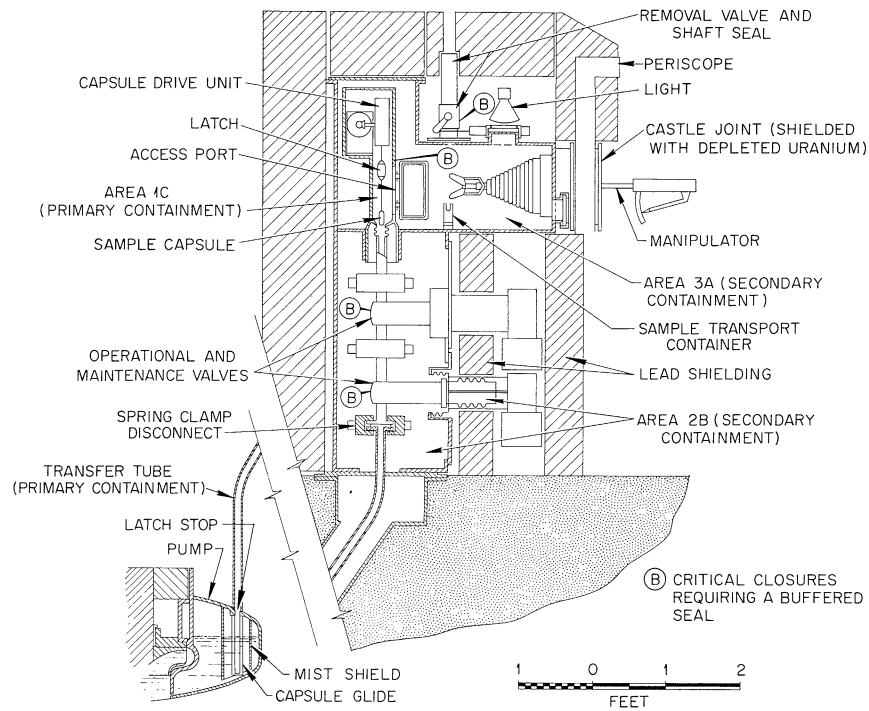 REMOVAL VALVE AND
SHAFT SEAL
PERISCOPE
LIGHT
CASTLE JOINT (SHIELDED
WITH DEPLETED URANIUM)
MANIPULATOR
AREA 3A (SECONDARY
CONTAINMENT)
SAMPLE TRANSPORT
CONTAINER
LEAD SHIELDING
AREA 2B (SECONDARY
CONTAINMENT)
CAPSULE DRIVE UNIT
LATCH
ACCESS PORT
AREA 1C
(PRIMARY CONTAINMENT)
SAMPLE CAPSULE
OPERATIONAL AND
MAINTENANCE VALVES
SPRING CLAMP
DISCONNECT
TRANSFER TUBE
(PRIMARY CONTAINMENT)
LATCH STOP
PUMP
MIST SHIELD
CAPSULE GLIDE
B
B
B
B
B CRITICAL CLOSURES
REQUIRING A BUFFERED
SEAL
1 0 1 2
FEET